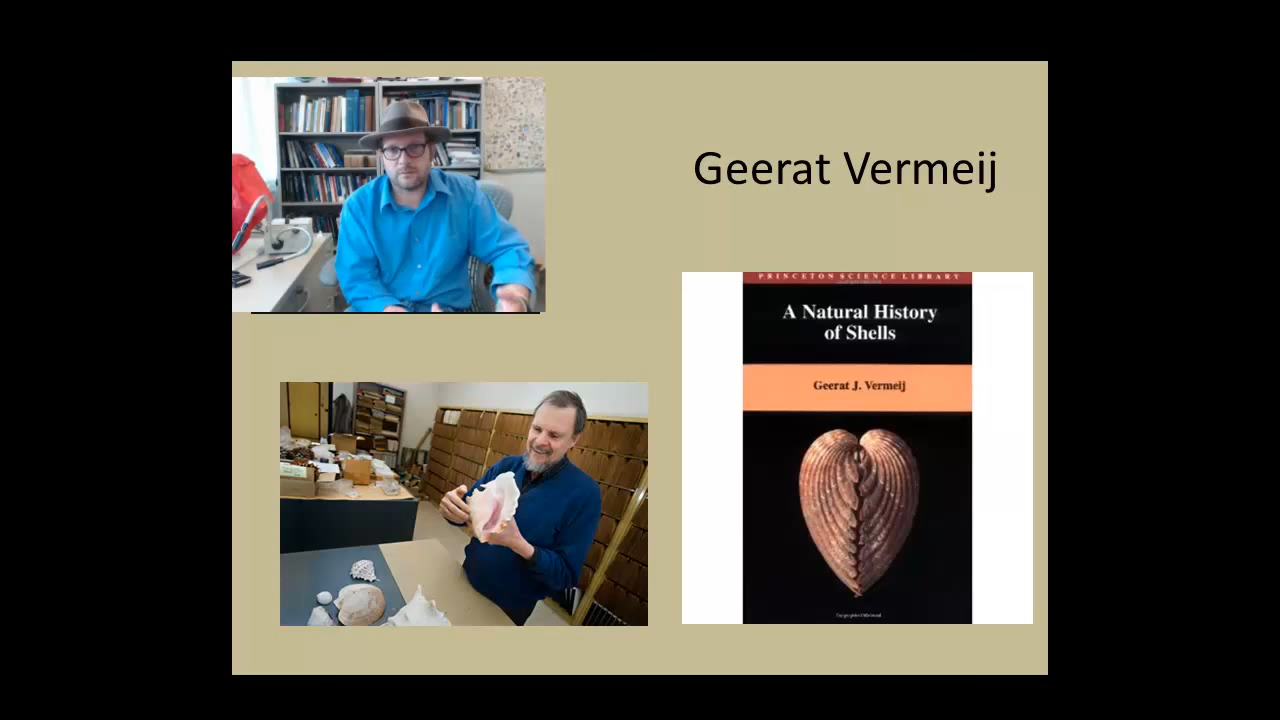 Geerat Vermeij
PRINCETON SCIENCE LIBRARY
A Natural History
of Shells
Geerat J. Vermeij